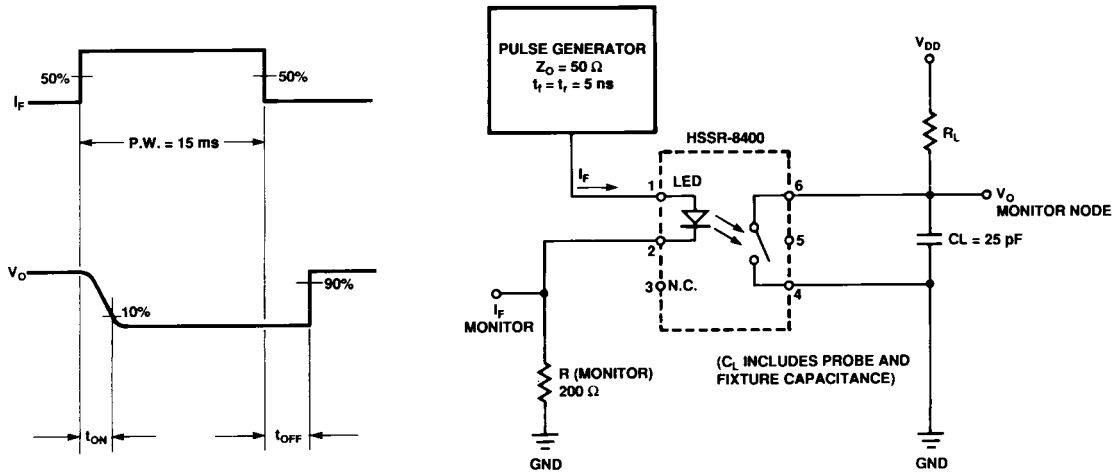 50%
50%
I_F
P.W. = 15 ms
V_O
10%
90%
t_ON
t_OFF
PULSE GENERATOR
Z_O = 50 Ω
t_f = t_r = 5 ns
I_F
HSSR-8400
1
LED
2
3
N.C.
6
5
4
I_F
MONITOR
R (MONITOR)
200 Ω
GND
V_DD
R_L
V_O
MONITOR NODE
CL = 25 pF
(C_L INCLUDES PROBE AND
FIXTURE CAPACITANCE)
GND